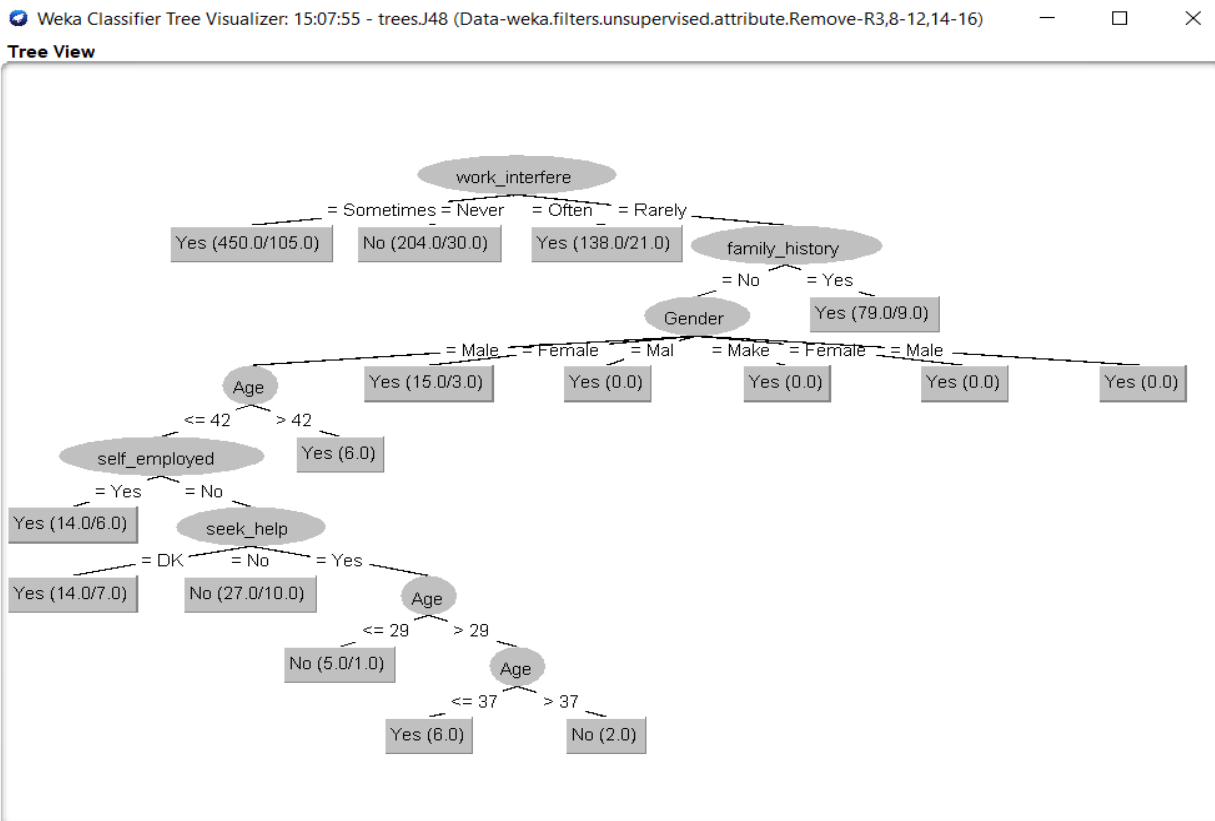 Weka Classifier Tree Visualizer: 15:07:55 - trees.J48 (Data-weka.filters.unsupervised.attribute.Remove-R3,8-12,14-16)
Tree View
work_interfere
= Sometimes = Never = Often = Rarely
Yes (450.0/105.0) No (204.0/30.0) Yes (138.0/21.0) family_history
= No = Yes
Gender Yes (79.0/9.0)
= Male = Female = Mal = Make = Female = Male
Age Yes (15.0/3.0) Yes (0.0) Yes (0.0) Yes (0.0) Yes (0.0)
<= 42 > 42
self_employed Yes (6.0)
= Yes = No
Yes (14.0/6.0) seek_help
= DK = No = Yes
Yes (14.0/7.0) No (27.0/10.0) Age
<= 29 > 29
No (5.0/1.0) Age
<= 37 > 37
Yes (6.0) No (2.0)